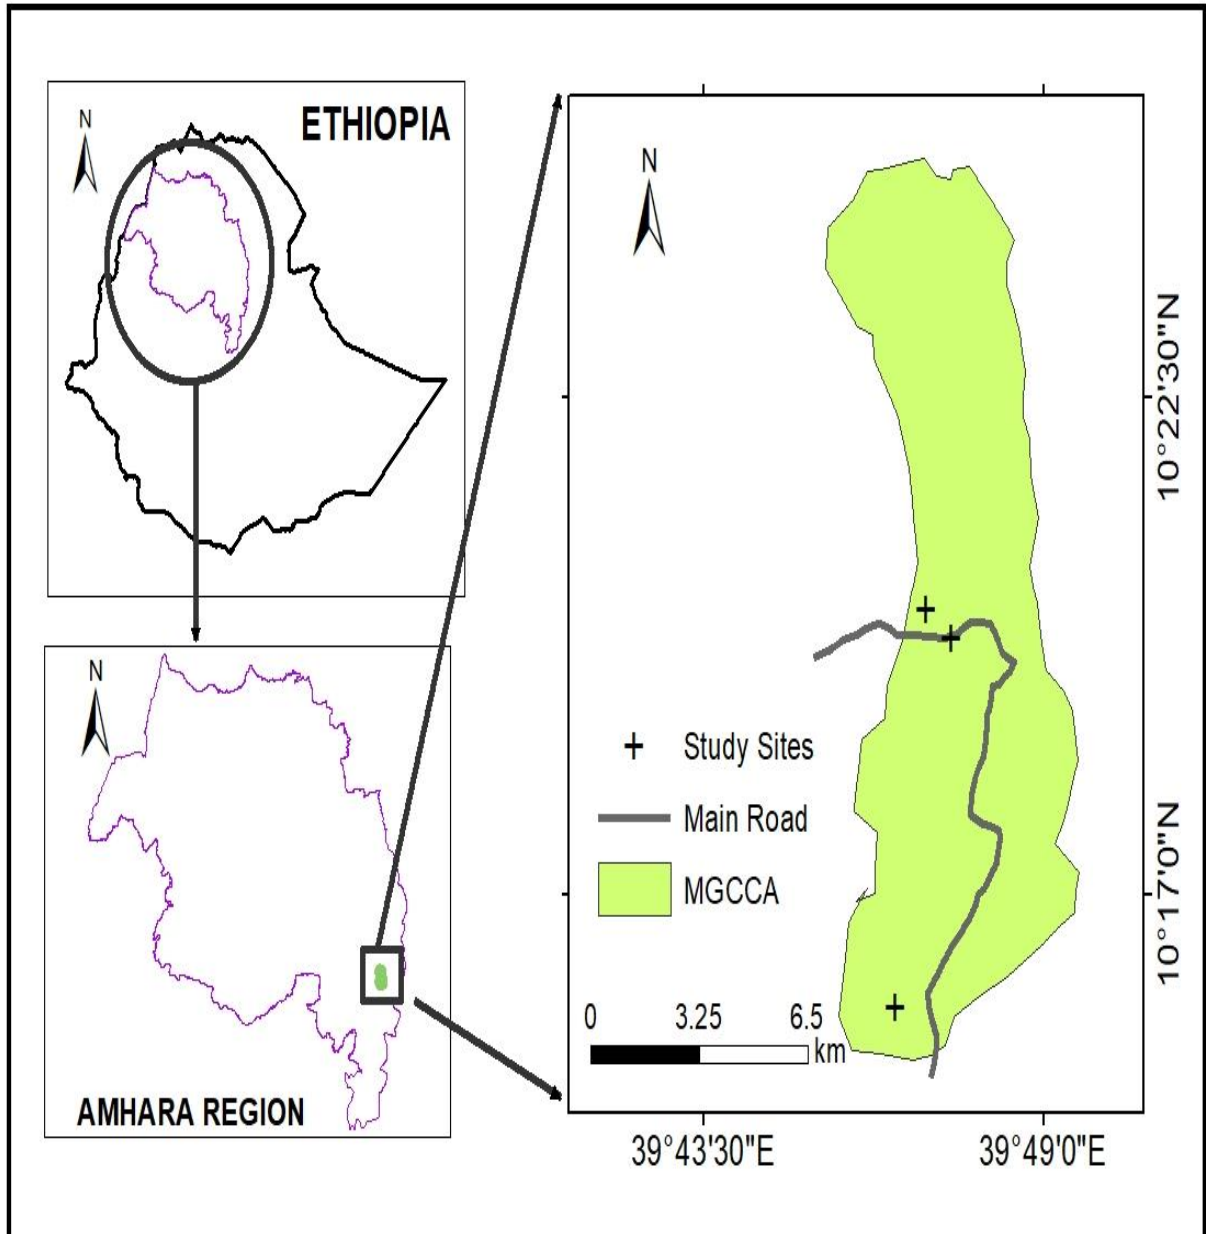 ETHIOPIA
N
N
AMHARA REGION
N
Study Sites
Main Road
MGCCA
0 3.25 6.5
km
10°22'30"N
10°17'0"N
39°43'30"E 39°49'0"E